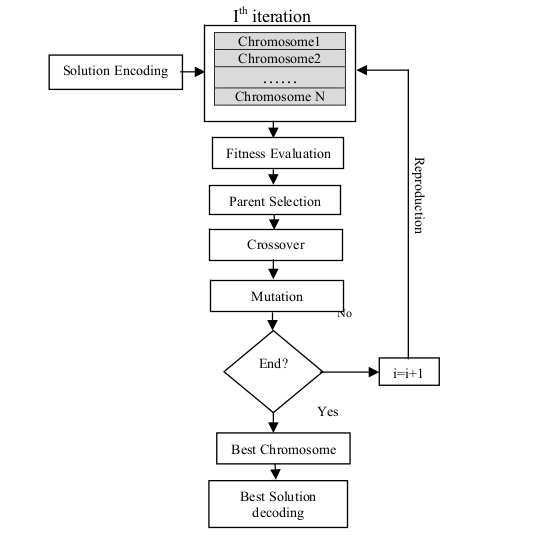 Ith iteration
Chromosome1
Chromosome2
......
Chromosome N
Solution Encoding
Fitness Evaluation
Parent Selection
Crossover
Mutation
No
End?
i=i+1
Reproduction
Yes
Best Chromosome
Best Solution
decoding